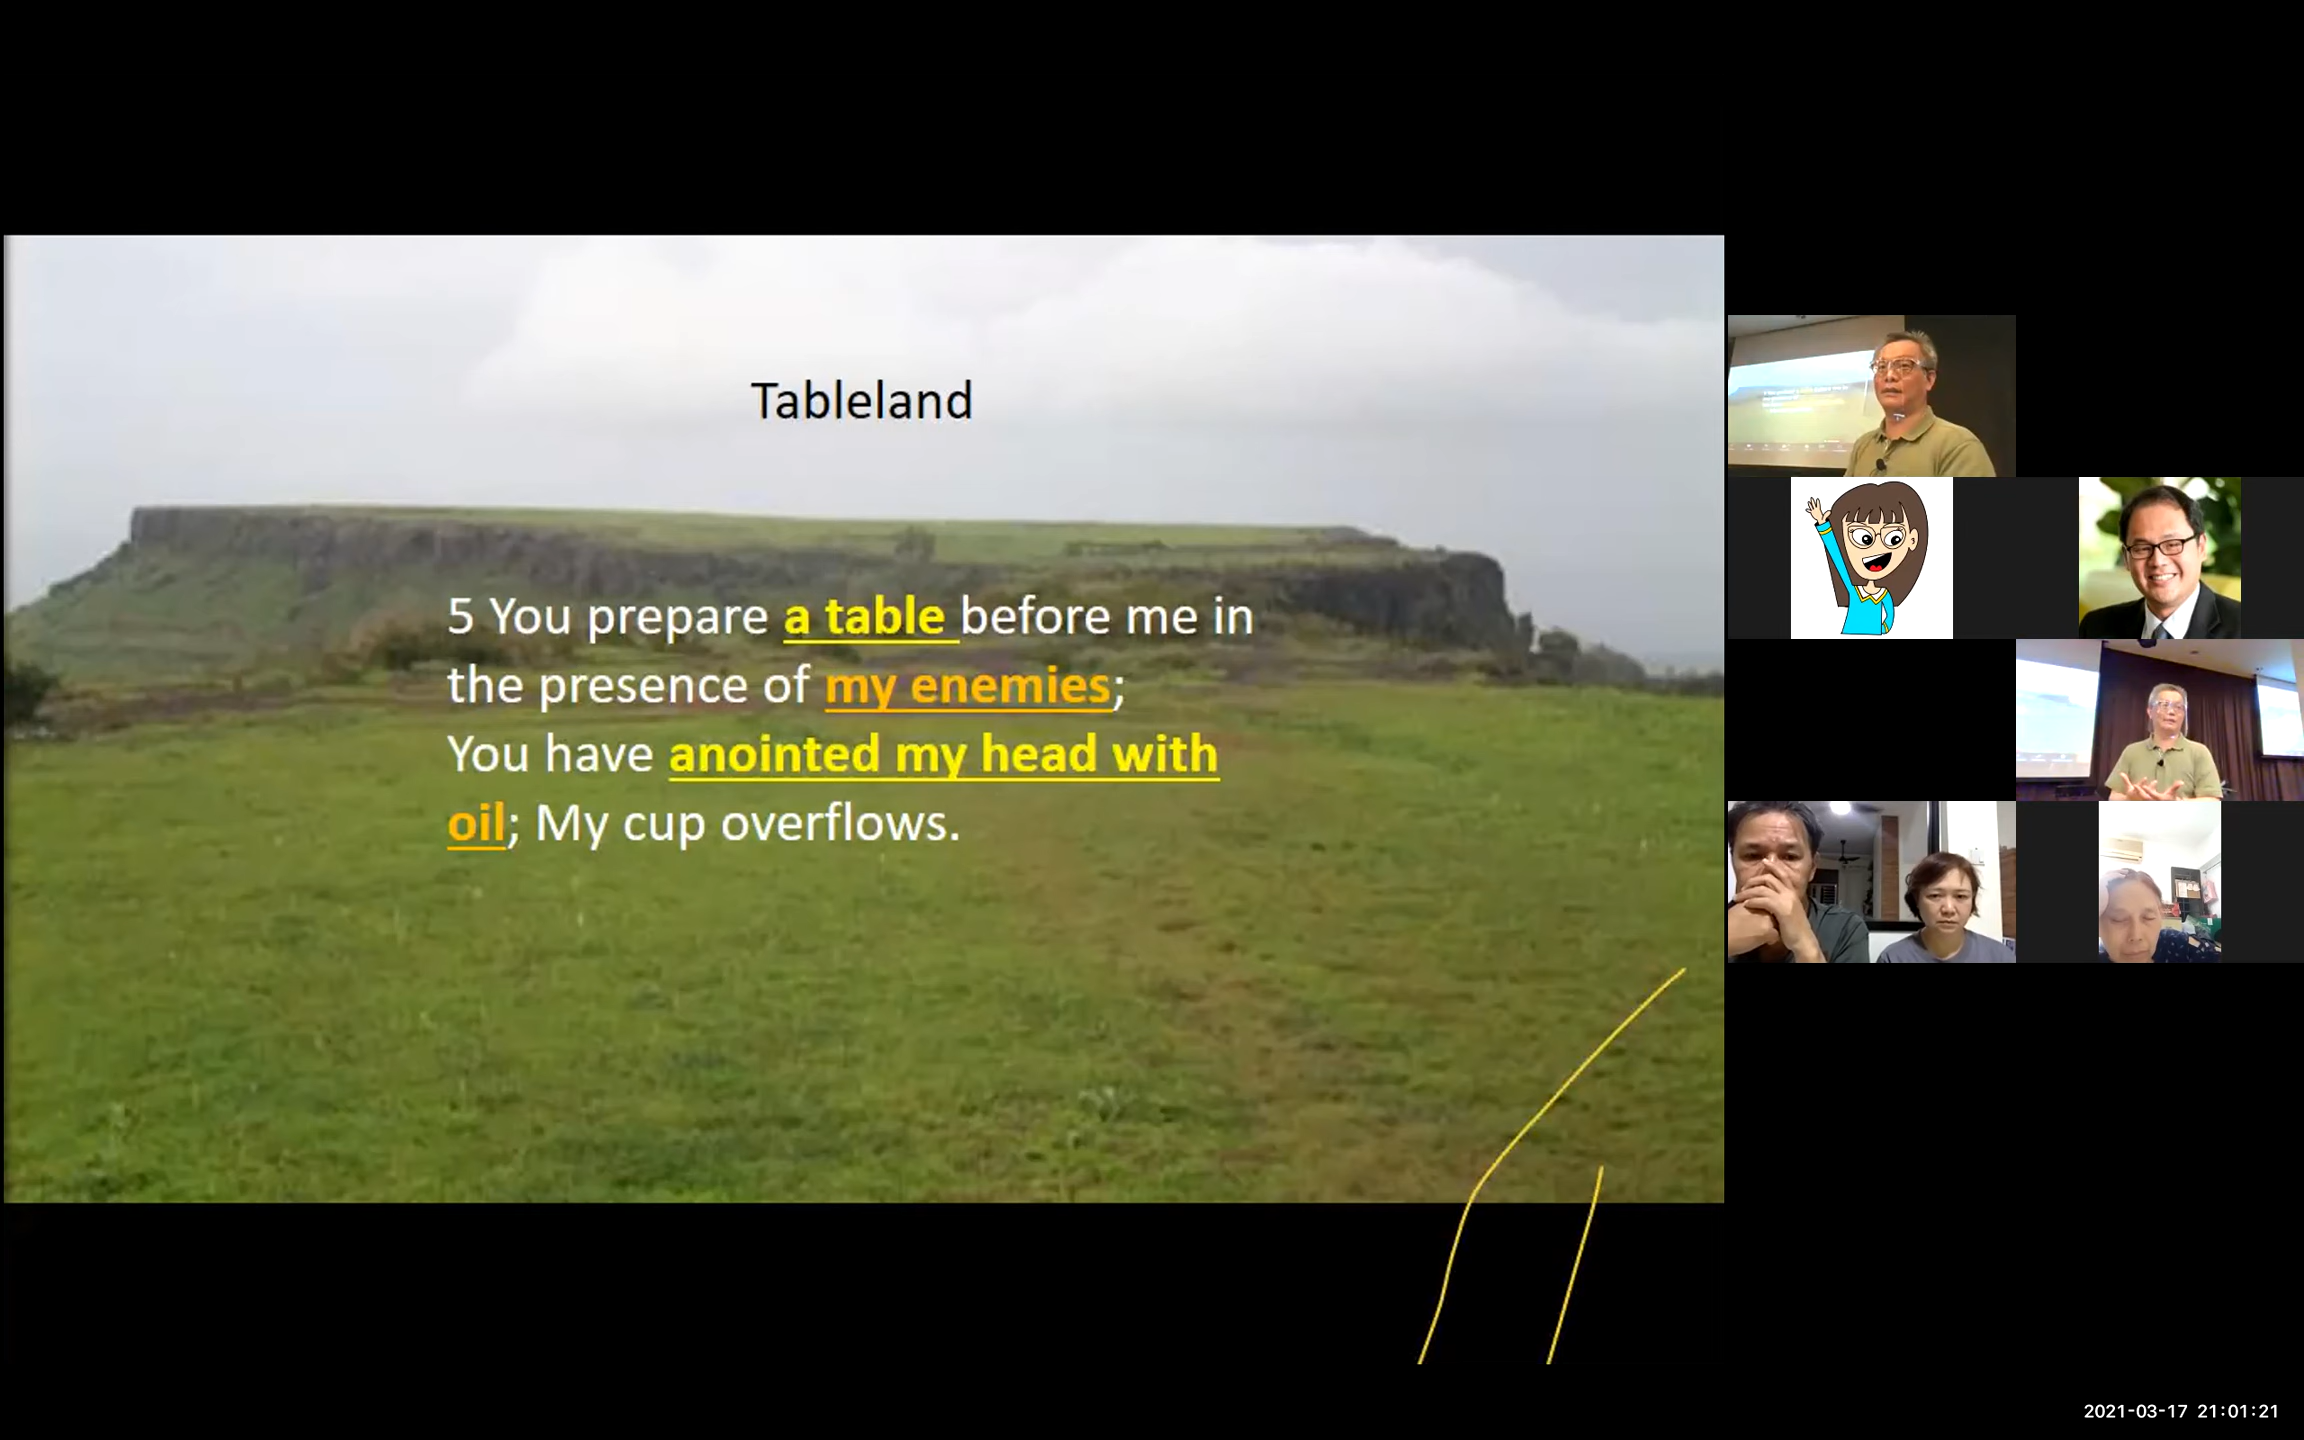 Tableland
5 You prepare a table before me in
the presence of my enemies;
You have anointed my head with
oil; My cup overflows.
2021-03-17 21:01:21